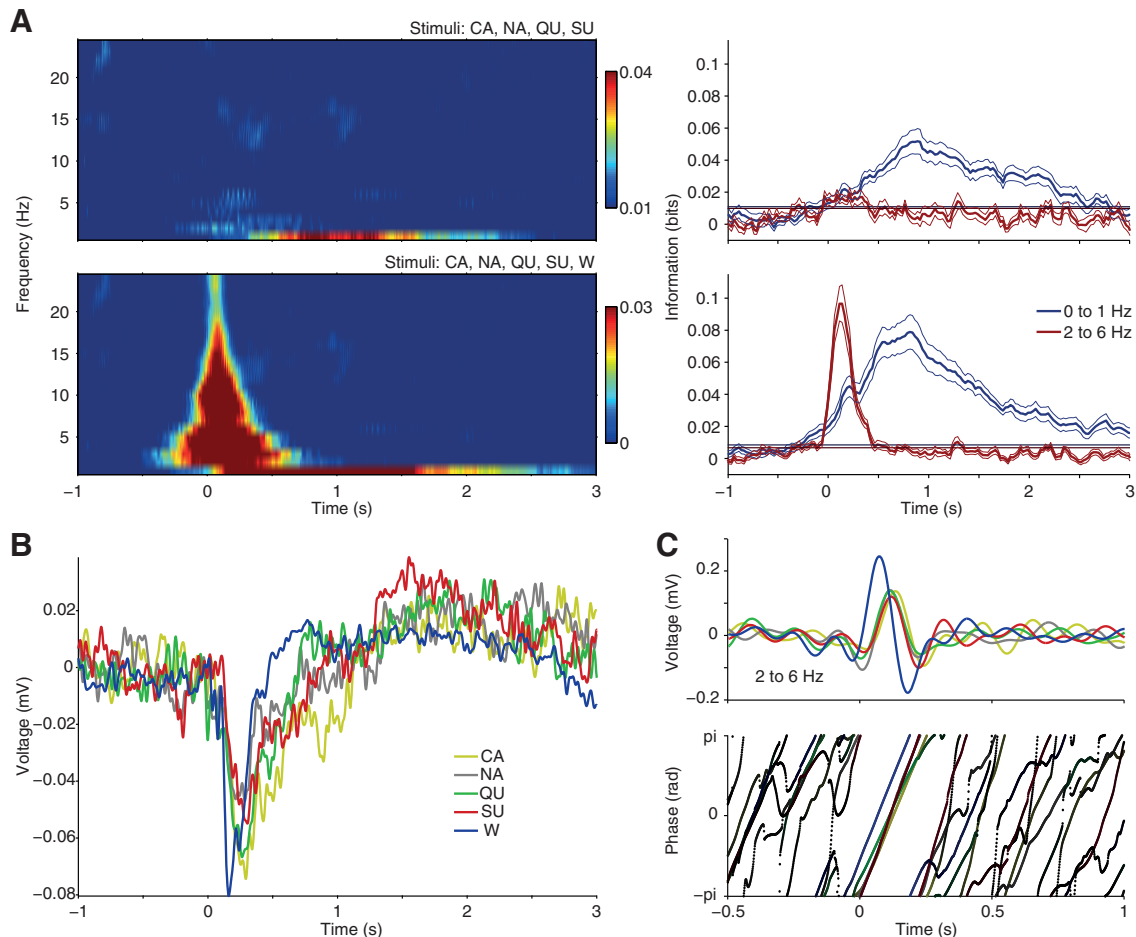 A
Stimuli: CA, NA, QU, SU
20
15
10
5
0.04
0.01
0.1
0.08
0.06
0.04
0.02
0
Stimuli: CA, NA, QU, SU, W
20
15
10
5
Frequency (Hz)
−1 0 1 2 3
Time (s)
0.03
0
Information (bits)
0.1
0.08
0.06
0.04
0.02
0
0 to 1 Hz
2 to 6 Hz
−1 0 1 2 3
Time (s)
B
Voltage (mV)
0.02
0
−0.02
−0.04
−0.06
−0.08
CA
NA
QU
SU
W
−1 0 1 2 3
Time (s)
C
Voltage (mV)
0.2
0
−0.2
2 to 6 Hz
Phase (rad)
pi
0
−pi
−0.5 0 0.5 1
Time (s)